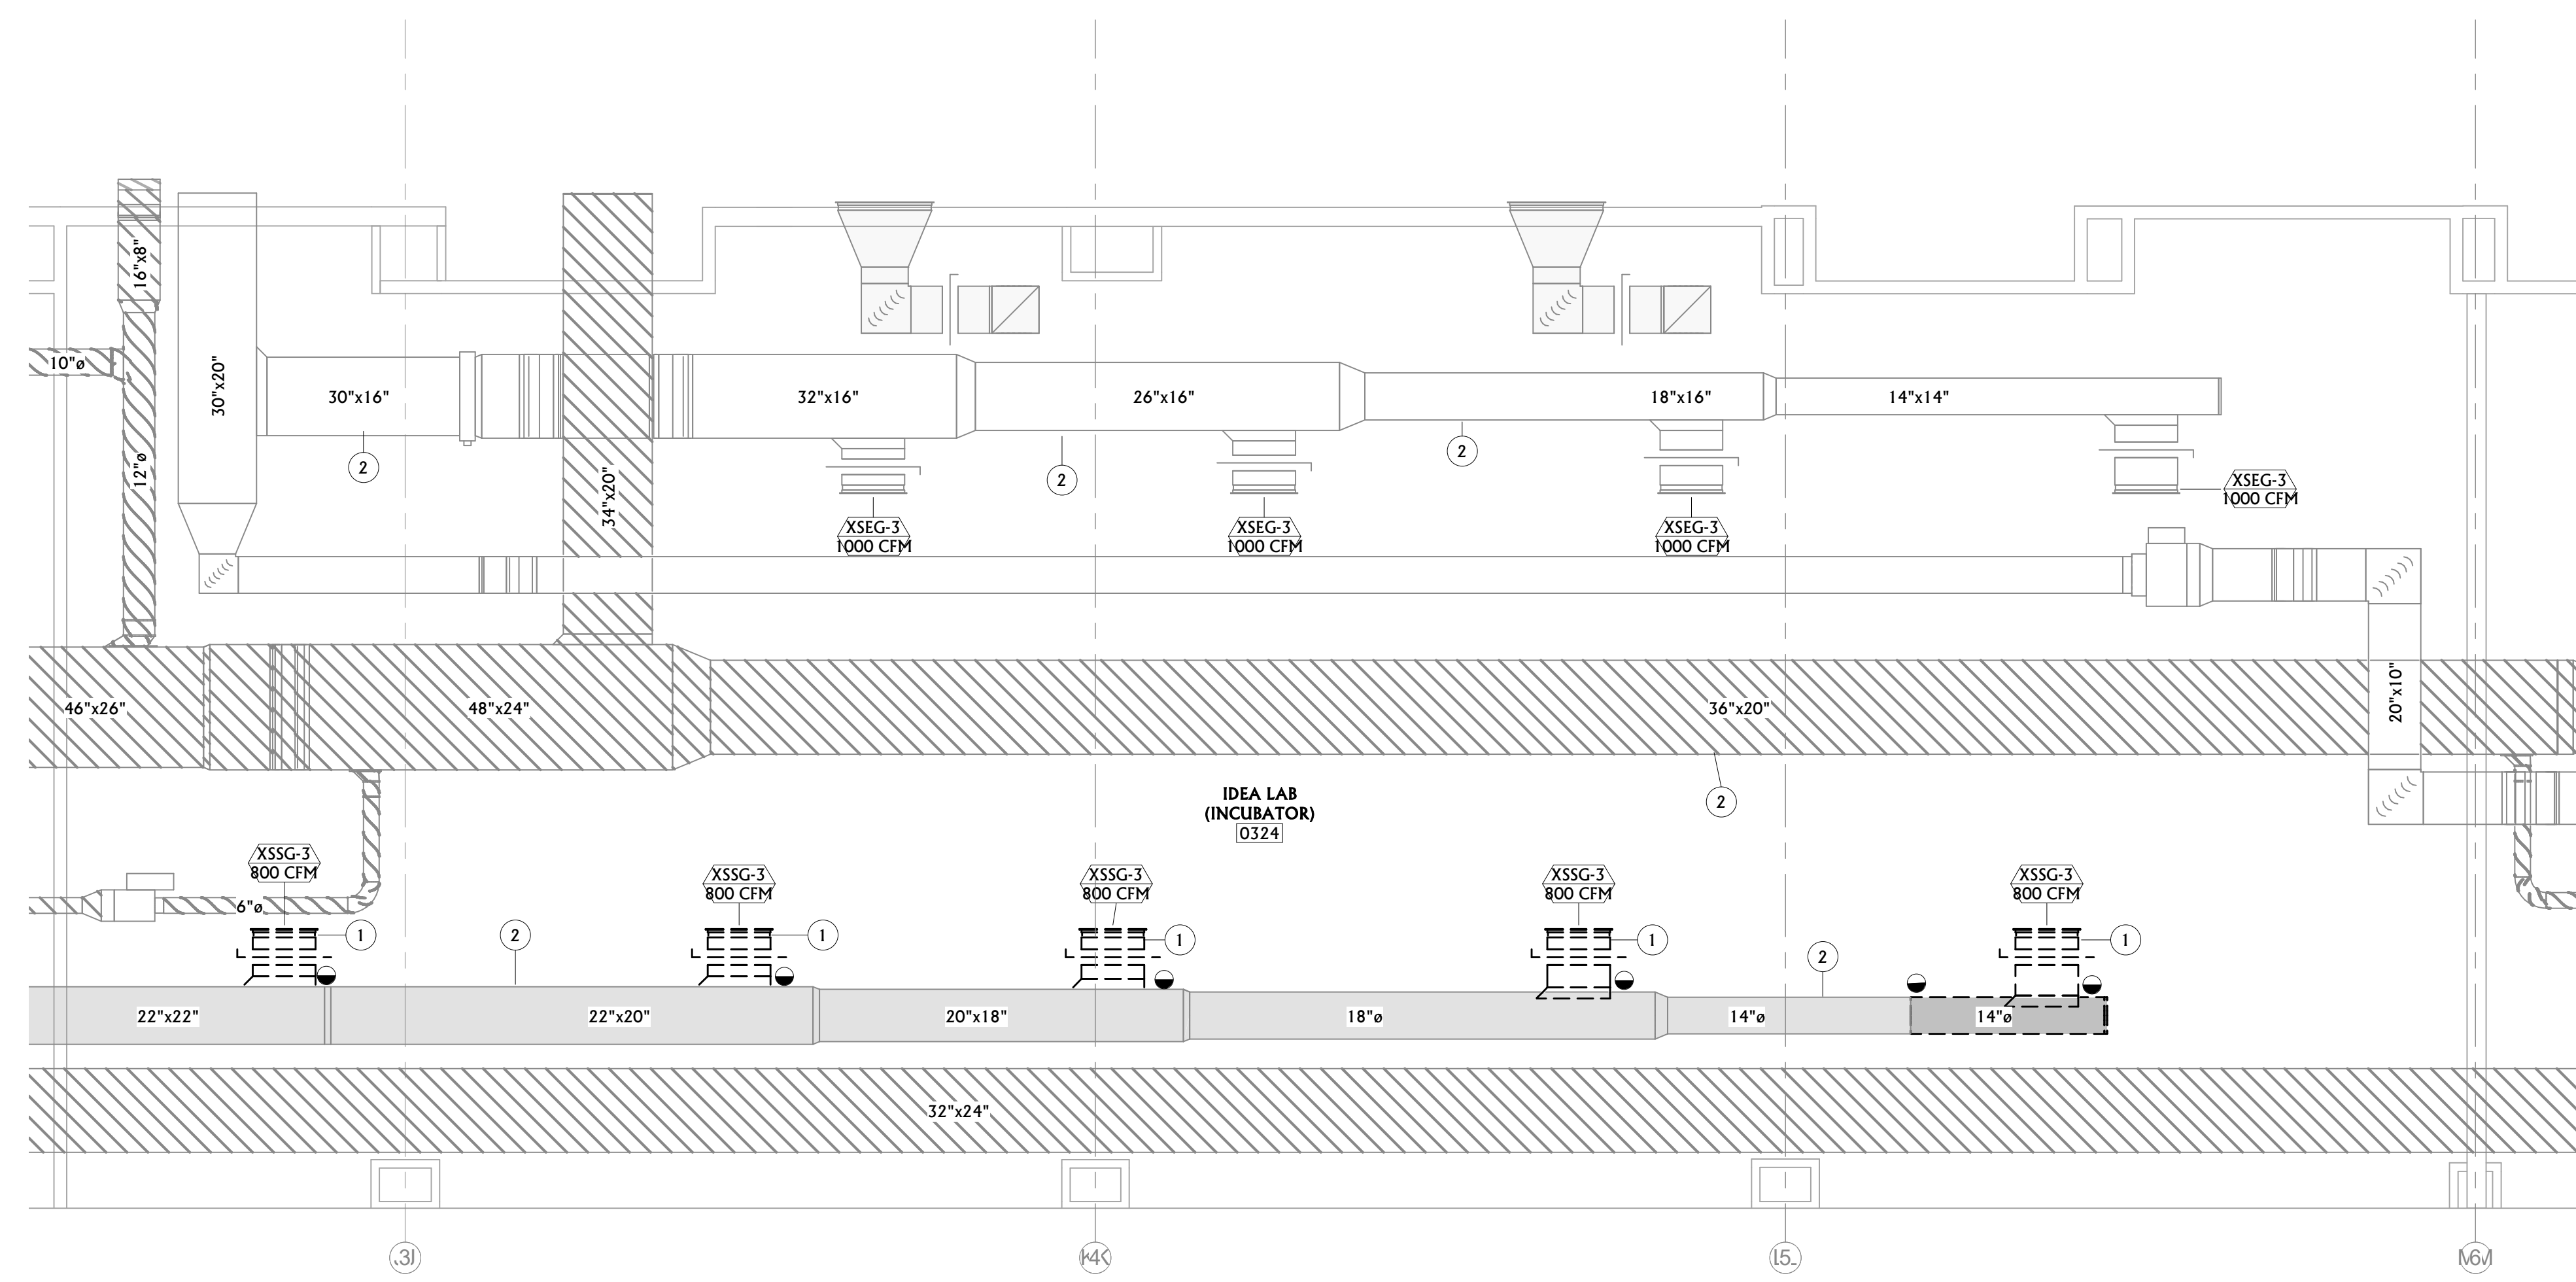 16"x8"
10"ø
30"x20"
30"x16"
32"x16"
26"x16"
18"x16"
14"x14"
12"ø
2
2
2
34"x20"
XSEG-3
1000 CFM
XSEG-3
1000 CFM
XSEG-3
1000 CFM
XSEG-3
1000 CFM
46"x26"
48"x24"
36"x20"
20"x10"
2
IDEA LAB
(INCUBATOR)
0324
XSSG-3
800 CFM
XSSG-3
800 CFM
XSSG-3
800 CFM
XSSG-3
800 CFM
XSSG-3
800 CFM
6"ø
1
2
1
1
1
2
1
22"x22"
22"x20"
20"x18"
18"ø
14"ø
14"ø
32"x24"